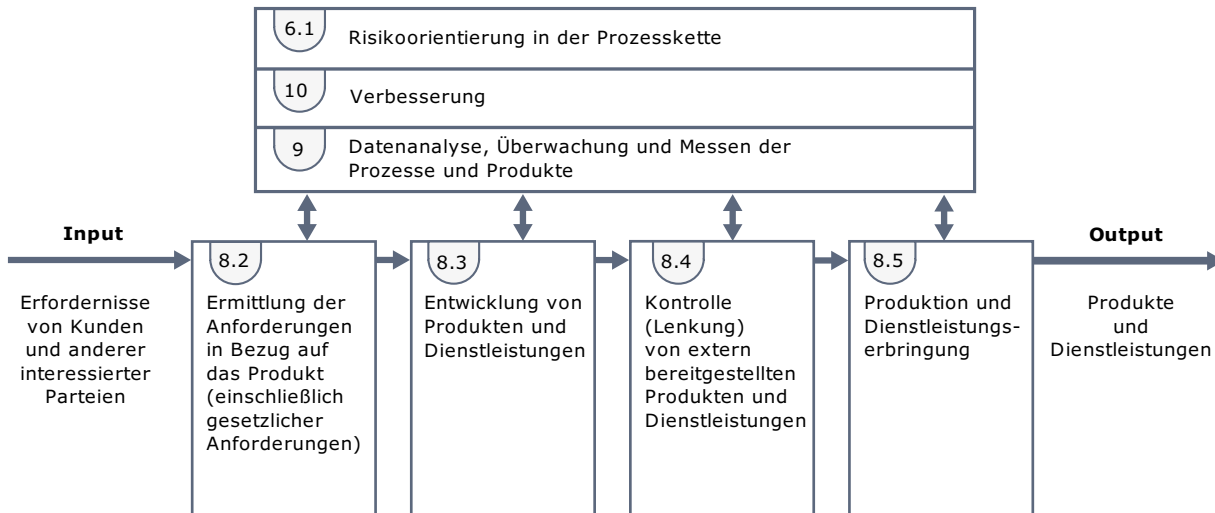 6.1
Risikoorientierung in der Prozesskette
10
Verbesserung
9
Datenanalyse, Überwachung und Messen der
Prozesse und Produkte
Input
Erfordernisse
von Kunden
und anderer
interessierter
Parteien
8.2
Ermittlung der
Anforderungen
in Bezug auf
das Produkt
(einschließlich
gesetzlicher
Anforderungen)
8.3
Entwicklung von
Produkten und
Dienstleistungen
8.4
Kontrolle
(Lenkung)
von extern
bereitgestellten
Produkten und
Dienstleistungen
8.5
Produktion und
Dienstleistungs-
erbringung
Output
Produkte
und
Dienstleistungen